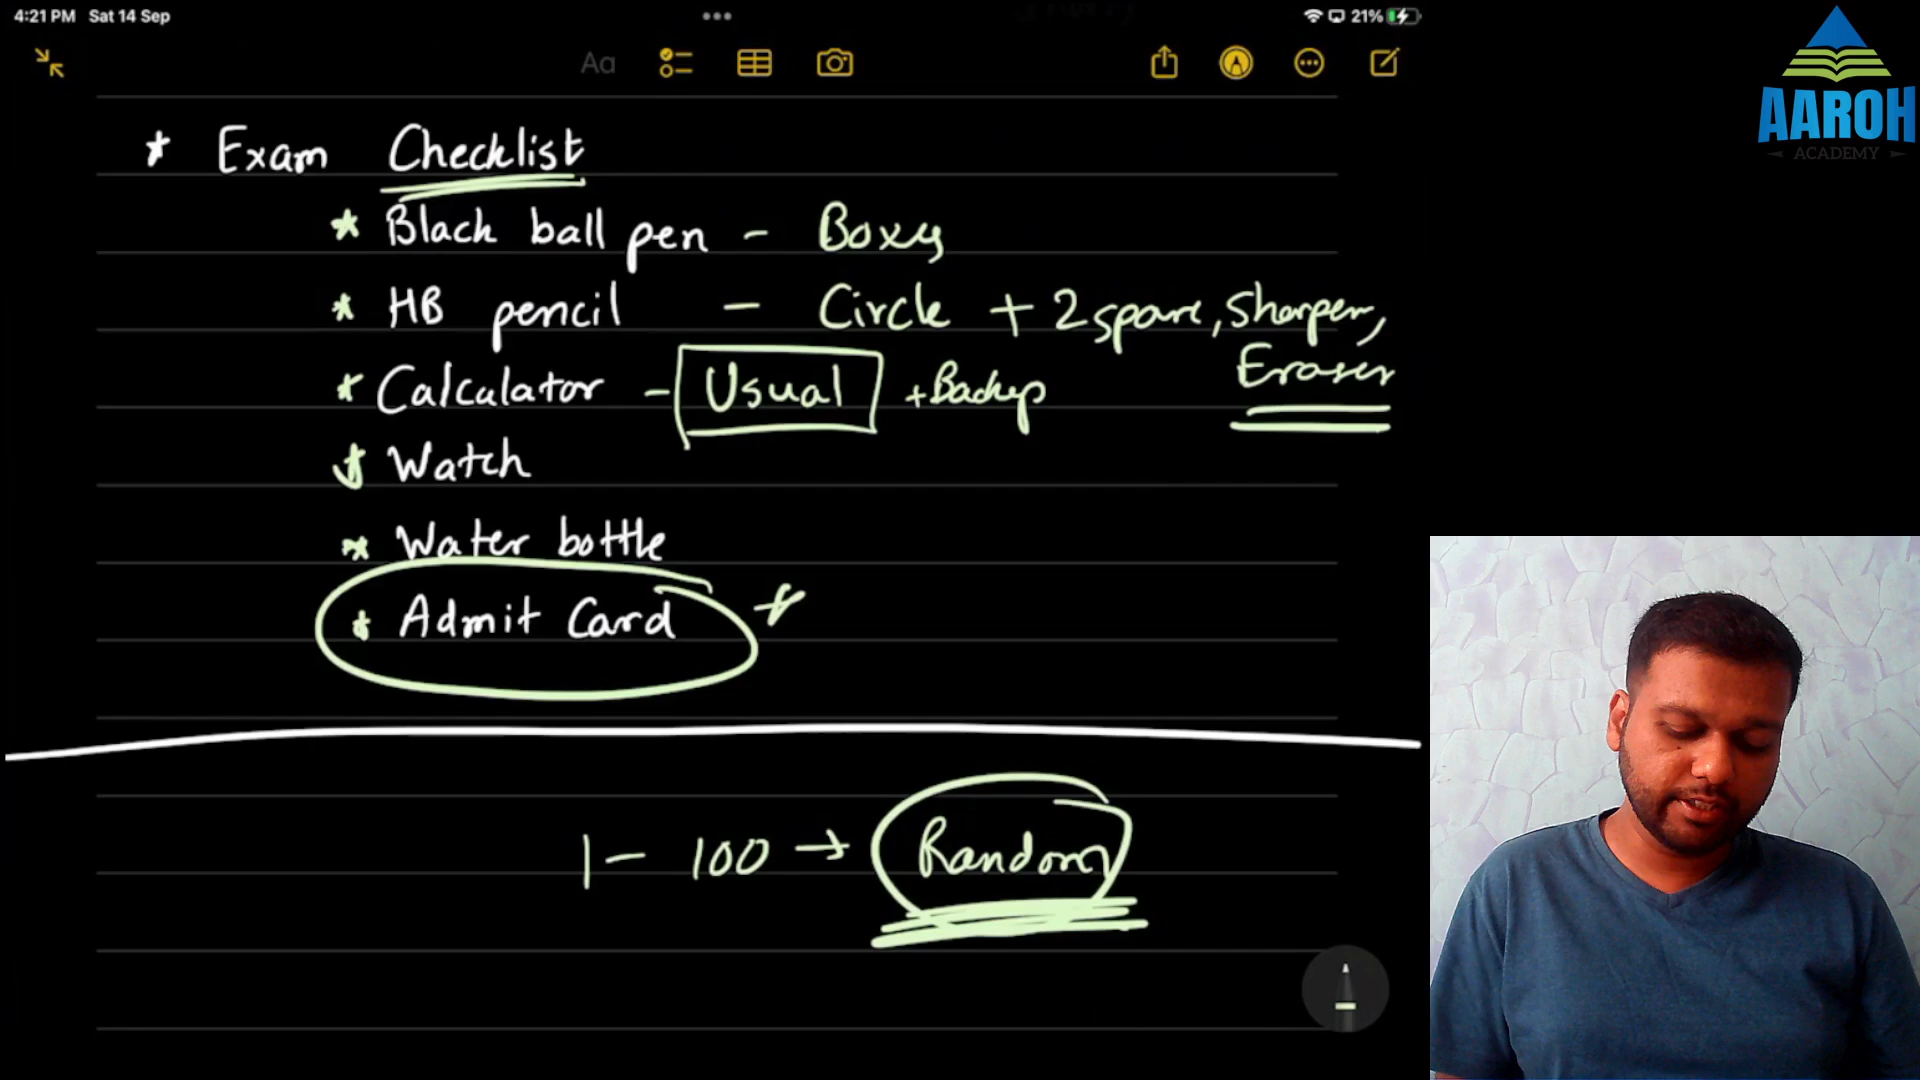 4:21 PM Sat 14 Sep
21%
Aa
AAROH
ACADEMY
* Exam Checklist
* Black ball pen - Boxes
* HB pencil - Circle + 2 spare, Sharpener,
Eraser
* Calculator - Usual + Backup
* Watch
* Water bottle
* Admit Card *
1 - 100 → Random